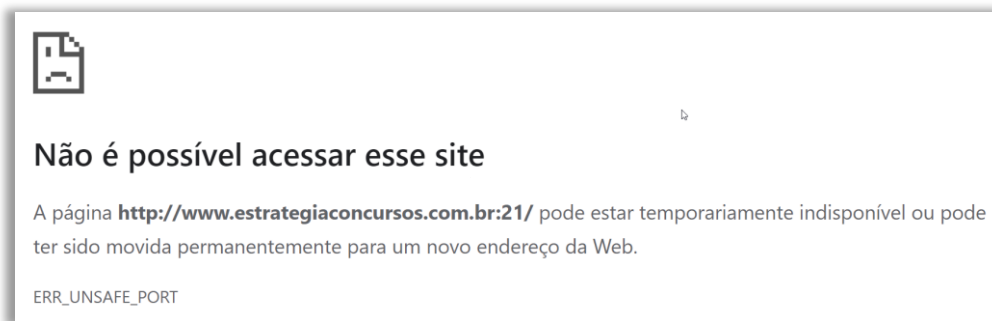 Não é possível acessar esse site
A página http://www.estrategiaconcursos.com.br:21/ pode estar temporariamente indisponível ou pode
ter sido movida permanentemente para um novo endereço da Web.
ERR_UNSAFE_PORT